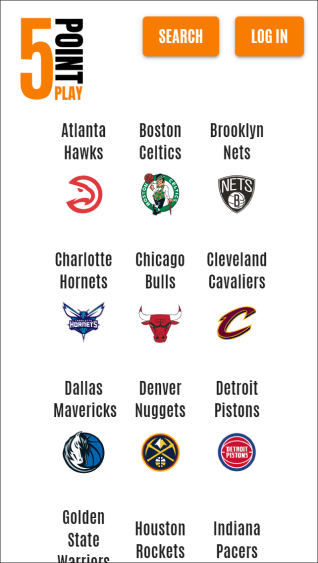 5 POINT PLAY
SEARCH
LOG IN
Atlanta
Hawks
Boston
Celtics
Brooklyn
Nets
CELTICS
NETS
B
Charlotte
Hornets
Chicago
Bulls
Cleveland
Cavaliers
HORNETS
C
Dallas
Mavericks
Denver
Nuggets
Detroit
Pistons
DETROIT
PISTONS
Golden
State
Warriors
Houston
Rockets
Indiana
Pacers